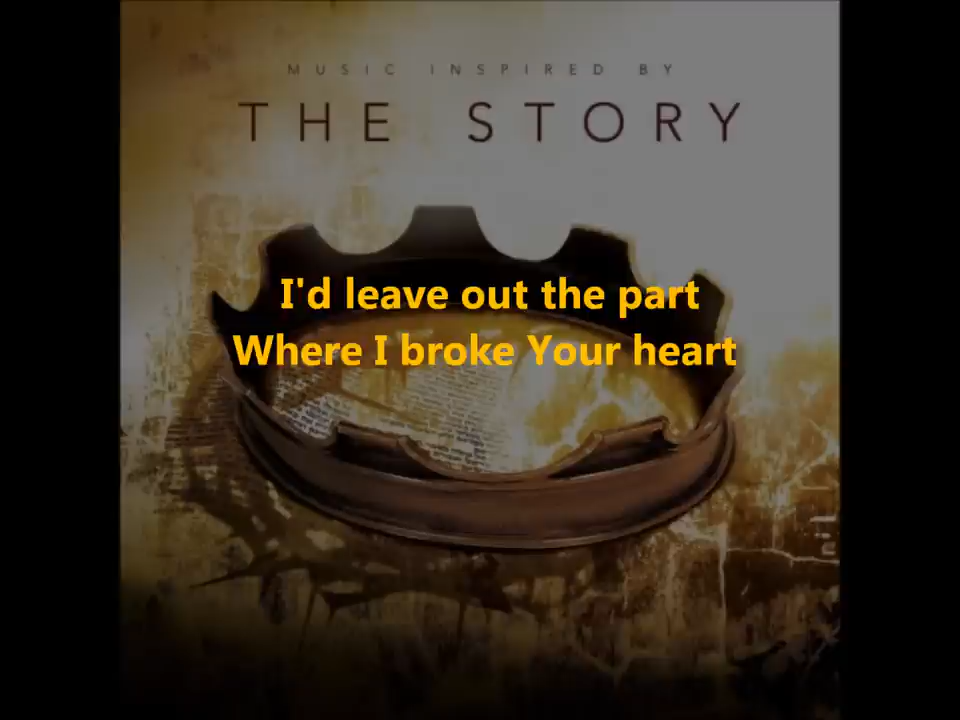 MUSIC INSPIRED BY
THE STORY
I'd leave out the part
Where I broke Your heart